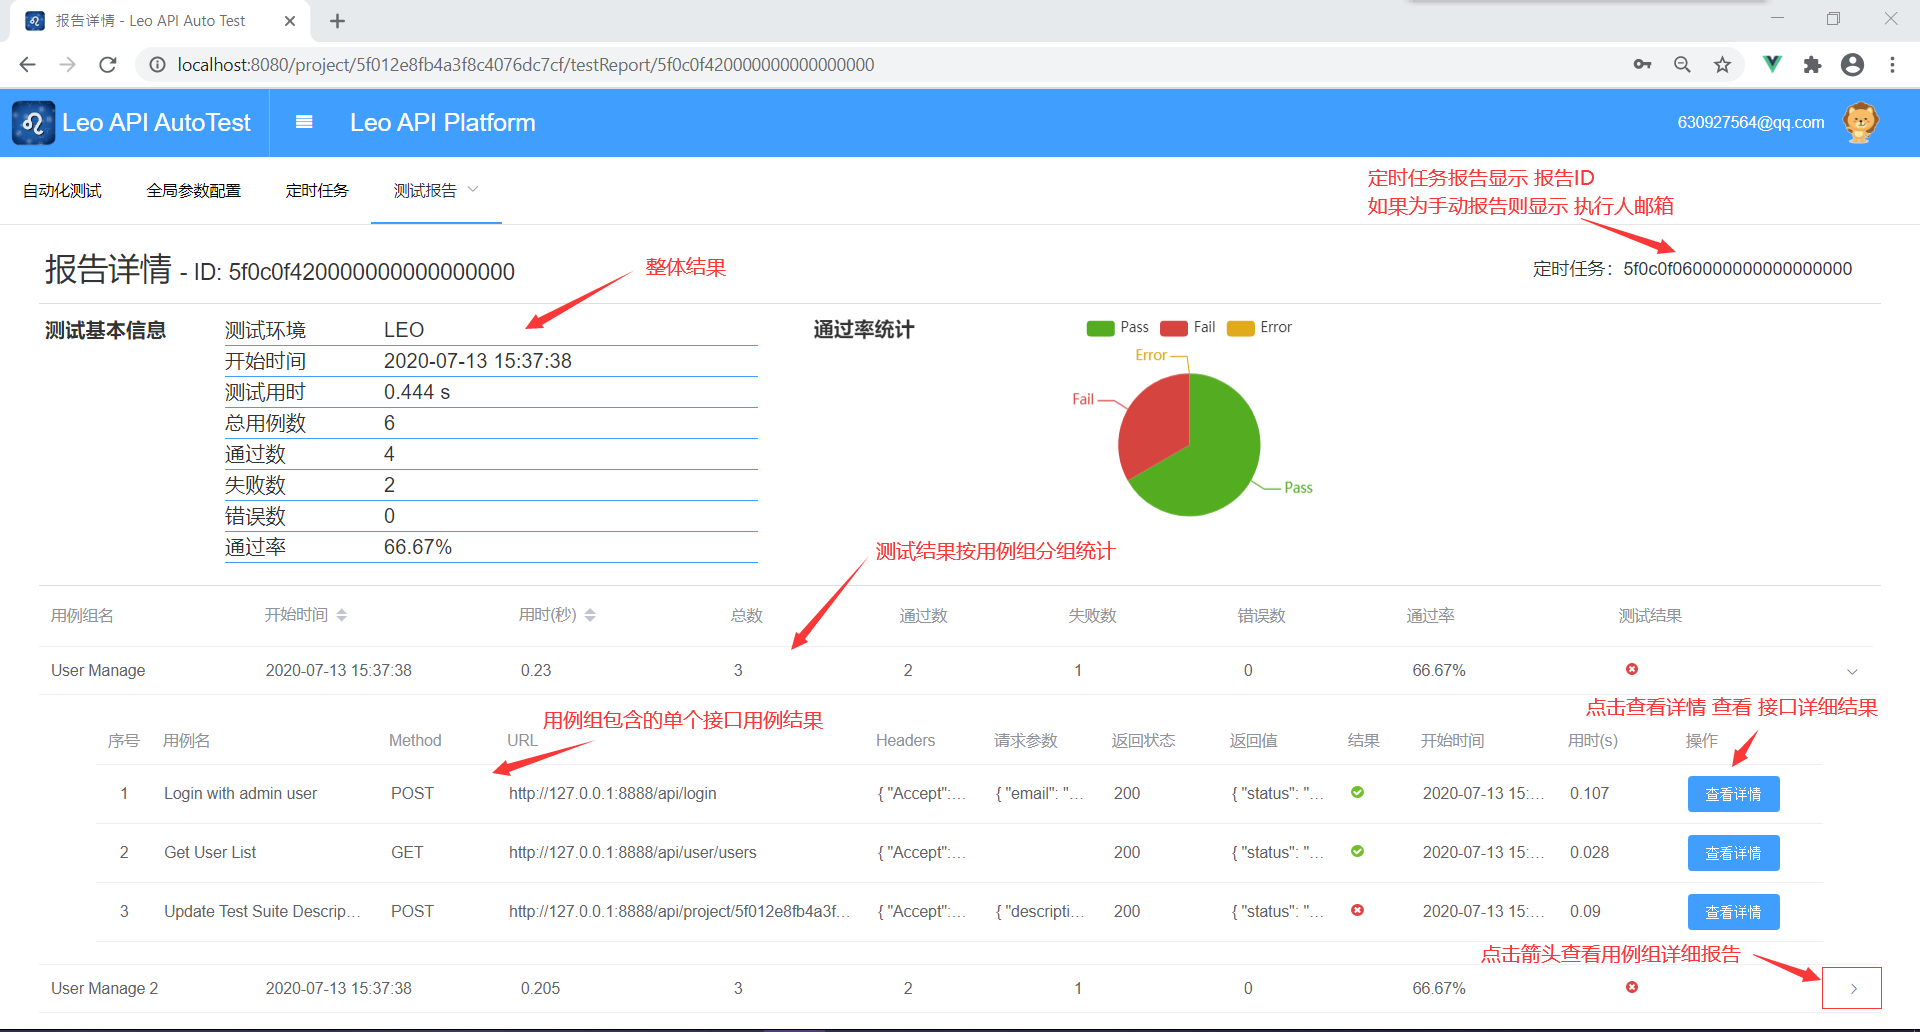 报告详情 - Leo API Auto Test
localhost:8080/project/5f012e8fb4a3f8c4076dc7cf/testReport/5f0c0f420000000000000000
Leo API AutoTest
Leo API Platform
630927564@qq.com
自动化测试 全局参数配置 定时任务 测试报告
定时任务报告显示 报告ID
如果为手动报告则显示 执行人邮箱
报告详情 - ID: 5f0c0f420000000000000000
整体结果
定时任务：5f0c0f060000000000000000
测试基本信息
测试环境 LEO
开始时间 2020-07-13 15:37:38
测试用时 0.444 s
总用例数 6
通过数 4
失败数 2
错误数 0
通过率 66.67%
通过率统计
Pass Fail Error
Error
Fail
Pass
测试结果按用例组分组统计
用例组名 开始时间 用时(秒) 总数 通过数 失败数 错误数 通过率 测试结果
User Manage 2020-07-13 15:37:38 0.23 3 2 1 0 66.67%
用例组包含的单个接口用例结果
点击查看详情 查看 接口详细结果
序号 用例名 Method URL Headers 请求参数 返回状态 返回值 结果 开始时间 用时(s) 操作
1 Login with admin user POST http://127.0.0.1:8888/api/login { "Accept":... { "email": "... 200 { "status": "... 2020-07-13 15:... 0.107 查看详情
2 Get User List GET http://127.0.0.1:8888/api/user/users { "Accept":... 200 { "status": "... 2020-07-13 15:... 0.028 查看详情
3 Update Test Suite Descrip... POST http://127.0.0.1:8888/api/project/5f012e8fb4a3f... { "Accept":... { "descripti... 200 { "status": "... 2020-07-13 15:... 0.09 查看详情
点击箭头查看用例组详细报告
User Manage 2 2020-07-13 15:37:38 0.205 3 2 1 0 66.67%